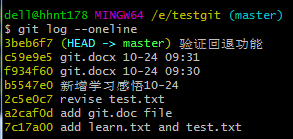 dell@hhnt178 MINGW64 /e/testgit (master)
$ git log --oneline
3beb6f7 (HEAD -> master) 验证回退功能
c59e9e5 git.docx 10-24 09:31
f934f60 git.docx 10-24 09:30
b5547e0 新增学习感悟10-24
2c5e0c7 revise test.txt
a2caf0d add git.doc file
7c17a00 add learn.txt and test.txt